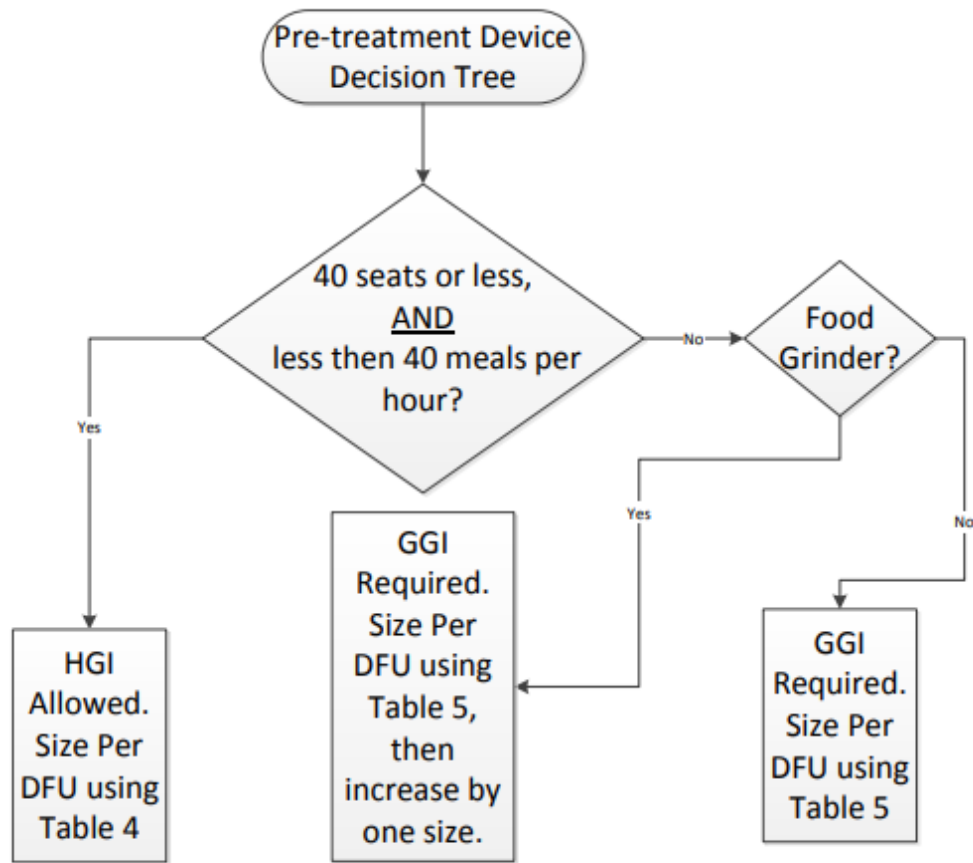 Pre-treatment Device
Decision Tree
40 seats or less,
AND
less then 40 meals per
hour?
No
Food
Grinder?
Yes
Yes
No
HGI
Allowed.
Size Per
DFU using
Table 4
GGI
Required.
Size Per
DFU using
Table 5,
then
increase by
one size.
GGI
Required.
Size Per
DFU using
Table 5